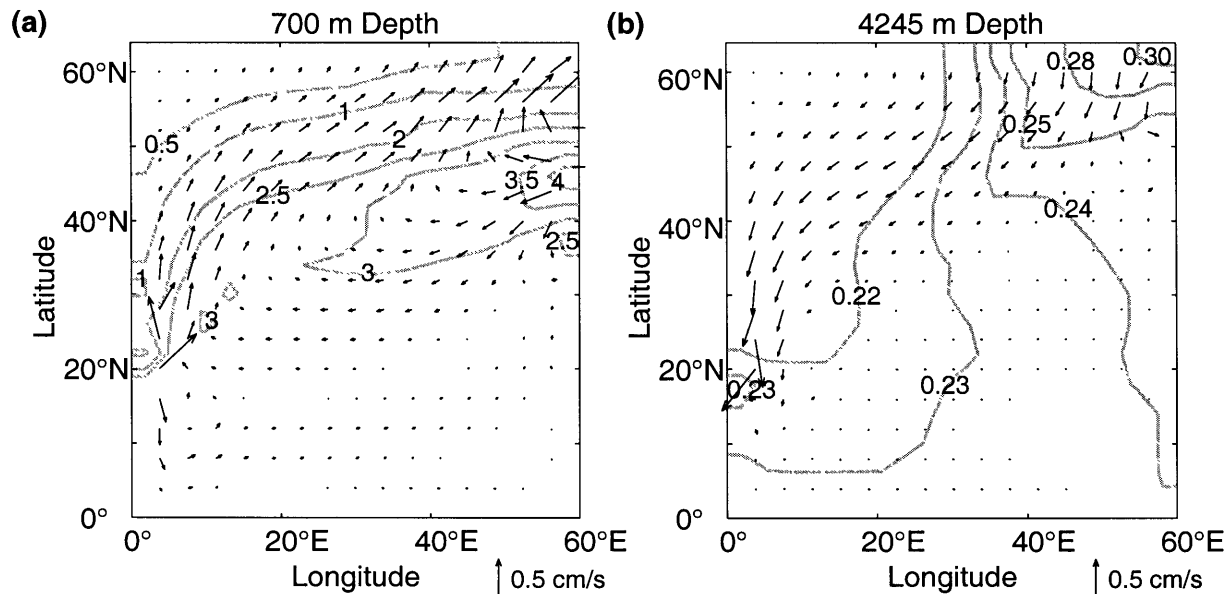 (a) 700 m Depth
60°N
40°N
20°N
0°
Latitude
0.5
1
2
2.5
3.5
4
2.5
1
3
3
0° 20°E 40°E 60°E
Longitude
0.5 cm/s
(b) 4245 m Depth
60°N
40°N
20°N
0°
Latitude
0.28
0.30
0.25
0.24
0.22
0.23
0.23
0° 20°E 40°E 60°E
Longitude
0.5 cm/s